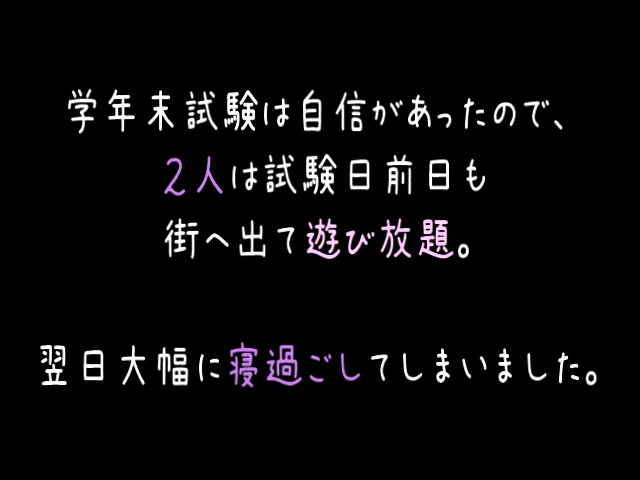 学年末試験は自信があったので、
２人は試験日前日も
街へ出て遊び放題。
翌日大幅に寝過ごしてしまいました。